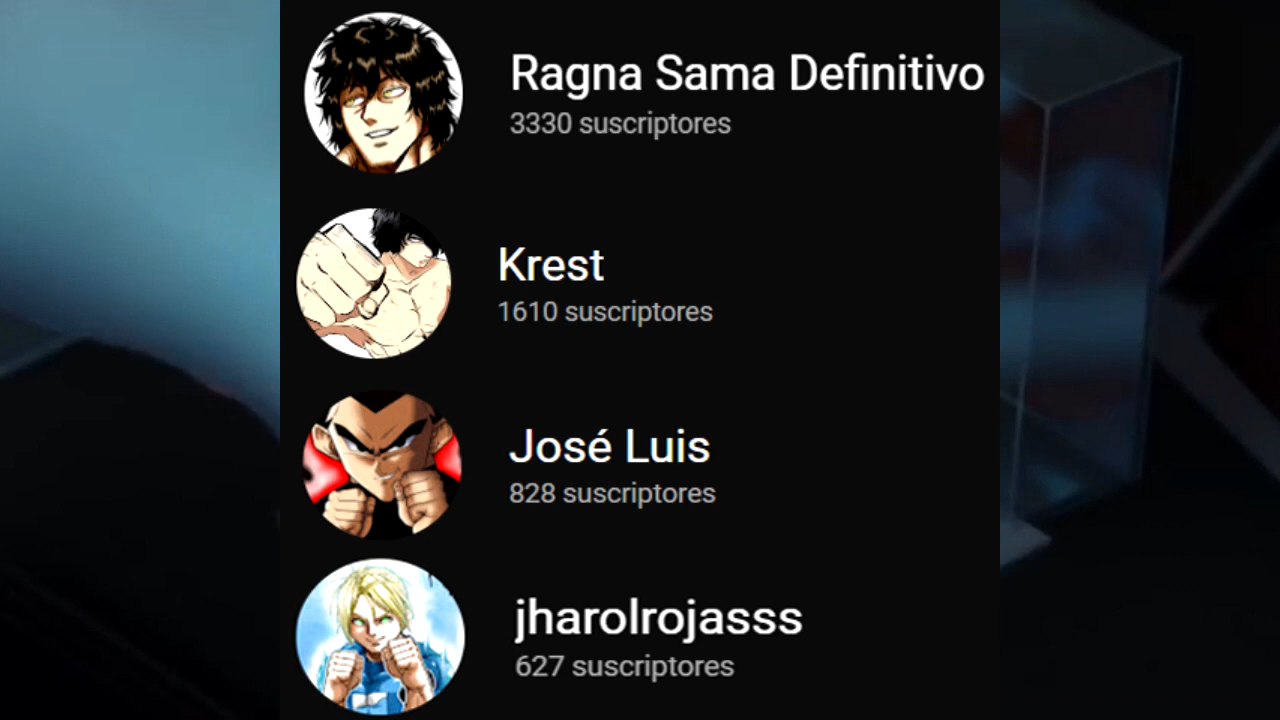 Ragna Sama Definitivo
3330 suscriptores
Krest
1610 suscriptores
José Luis
828 suscriptores
jharolrojasss
627 suscriptores